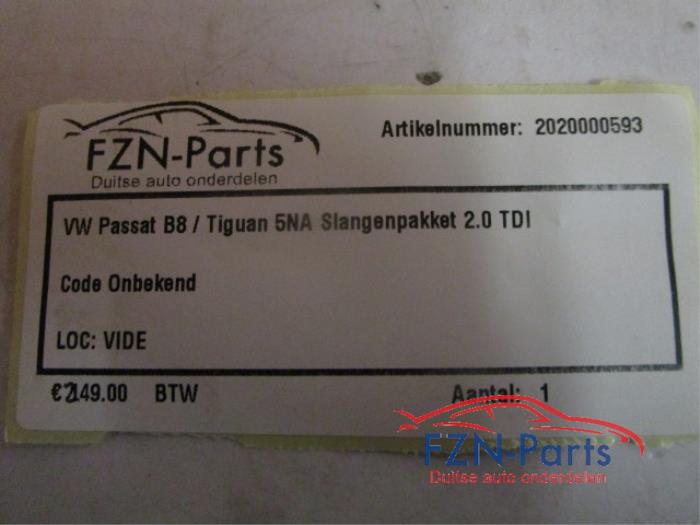 FZN-Parts
Duitse auto onderdelen
Artikelnummer: 2020000593
VW Passat B8 / Tiguan 5NA Slangenpakket 2.0 TDI
Code Onbekend
LOC: VIDE
BTW
Aantal: 1
FZN-Parts
Duitse auto onderdelen